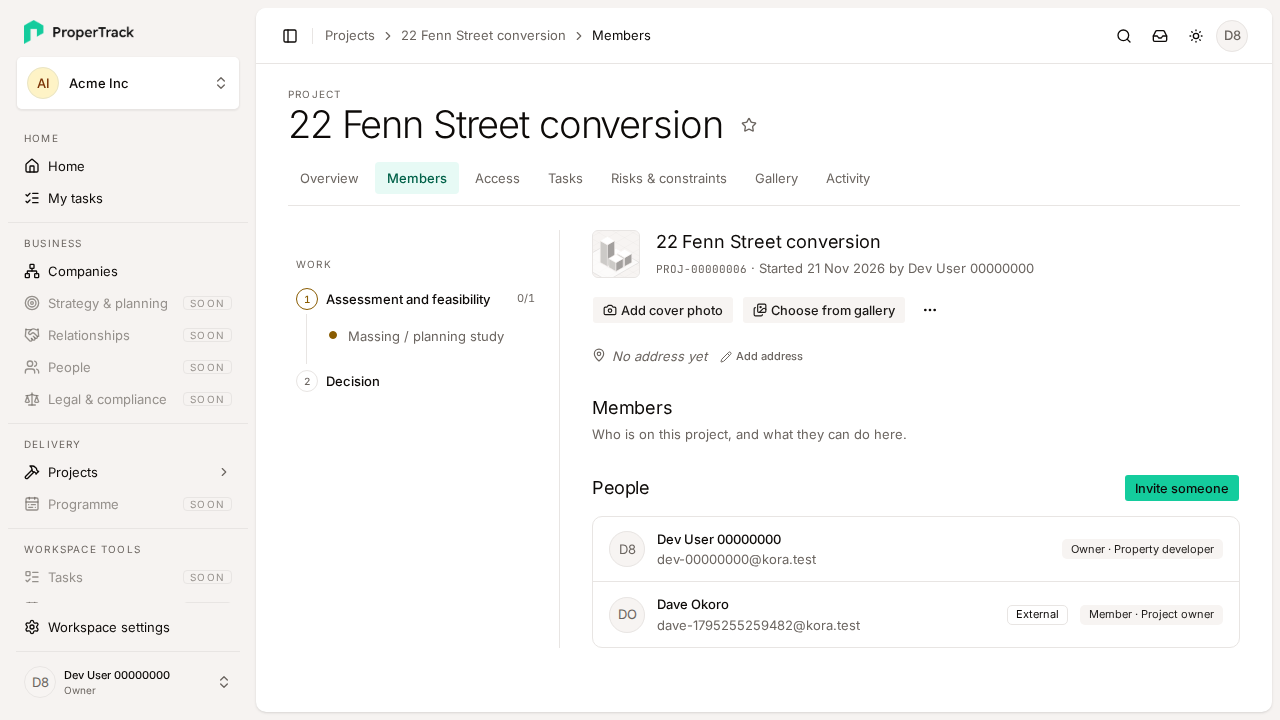 ProperTrack
AI Acme Inc
HOME
Home
My tasks
BUSINESS
Companies
Strategy & planning SOON
Relationships SOON
People SOON
Legal & compliance SOON
DELIVERY
Projects
Programme SOON
WORKSPACE TOOLS
Tasks SOON
Workspace settings
D8 Dev User 00000000
Owner
Projects > 22 Fenn Street conversion > Members
D8
PROJECT
22 Fenn Street conversion
Overview Members Access Tasks Risks & constraints Gallery Activity
WORK
1 Assessment and feasibility 0/1
Massing / planning study
2 Decision
22 Fenn Street conversion
PROJ-00000006 · Started 21 Nov 2026 by Dev User 00000000
Add cover photo Choose from gallery
No address yet Add address
Members
Who is on this project, and what they can do here.
People Invite someone
D8 Dev User 00000000
dev-00000000@kora.test
Owner · Property developer
DO Dave Okoro
dave-1795255259482@kora.test
External Member · Project owner